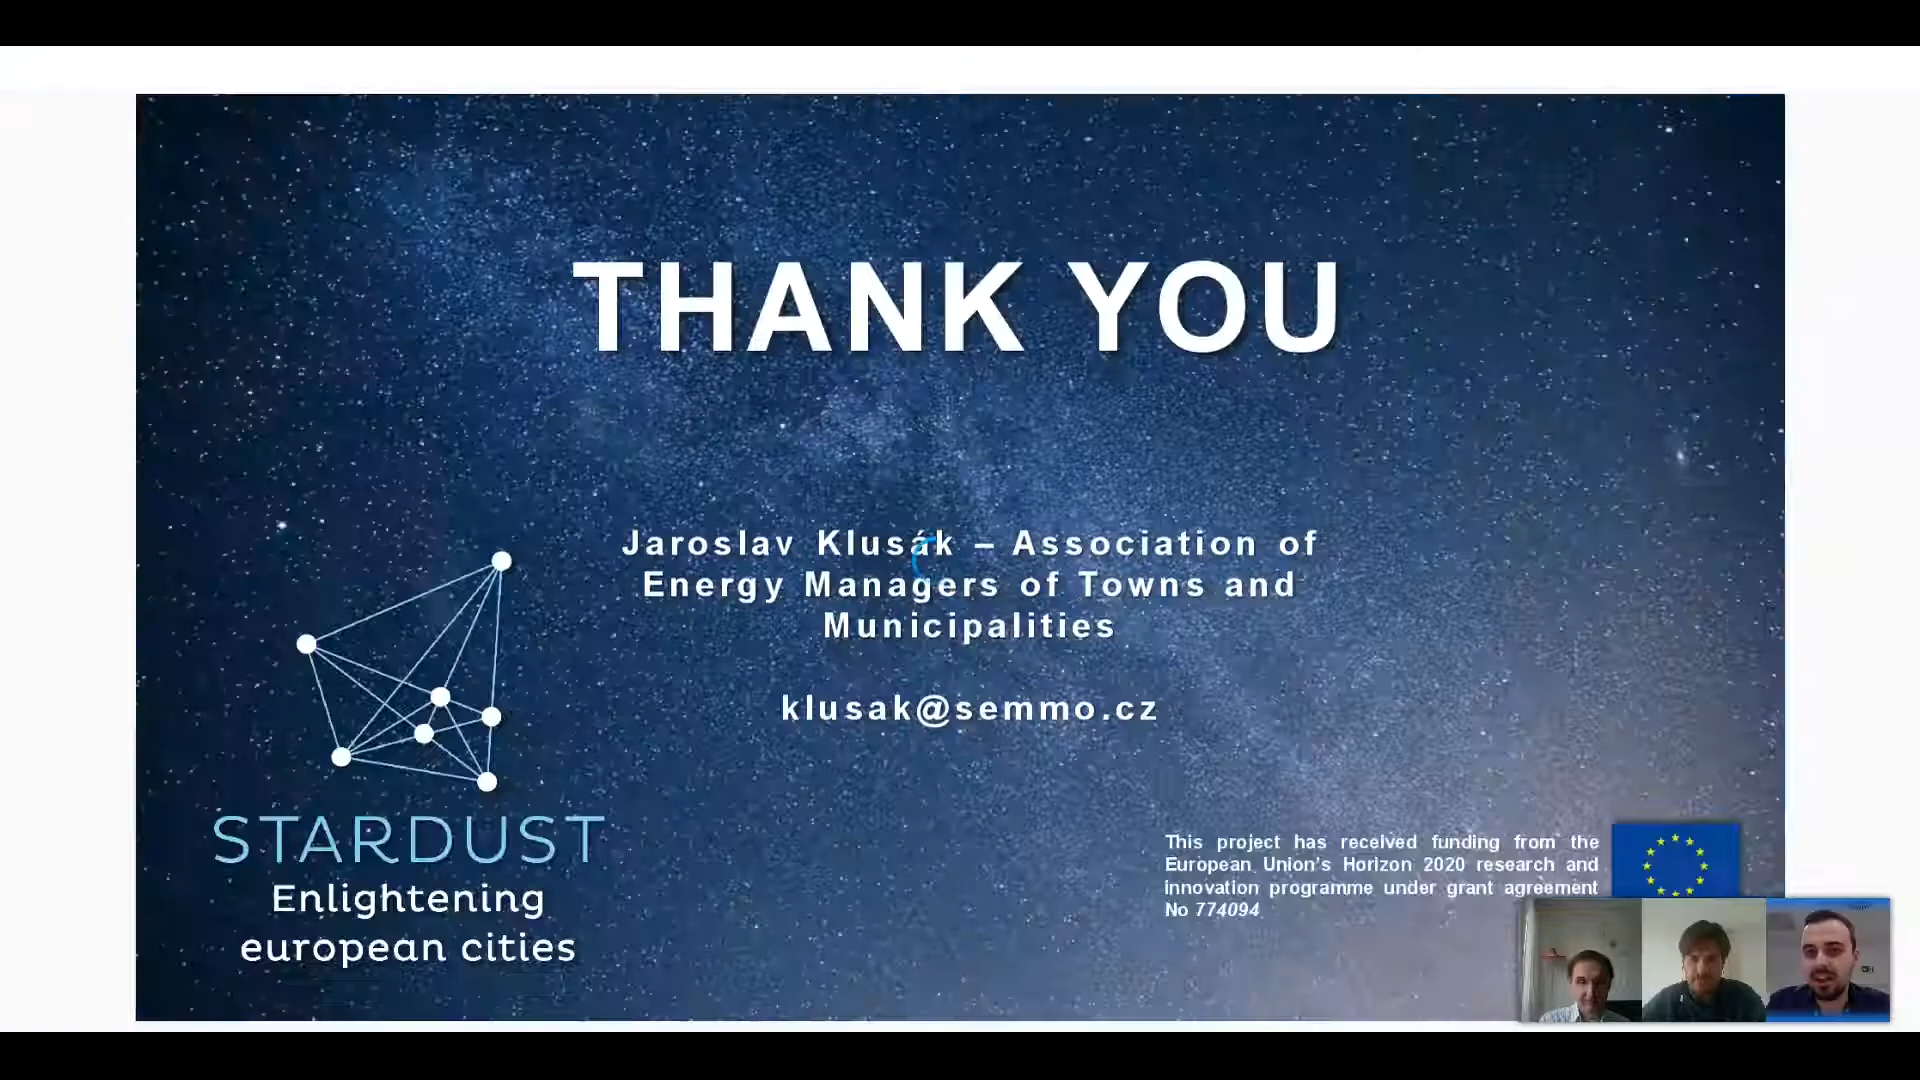 THANK YOU
Jaroslav Klusák – Association of
Energy Managers of Towns and
Municipalities
klusak@semmo.cz
STARDUST
Enlightening
european cities
This project has received funding from the
European Union's Horizon 2020 research and
innovation programme under grant agreement
No 774094